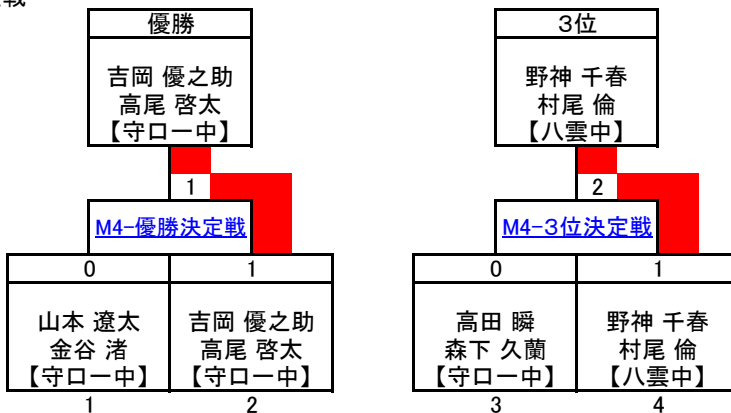 優勝
吉岡 優之助
高尾 啓太
【守口一中】
1
M4-優勝決定戦
0 1
山本 遼太
金谷 渚
【守口一中】
吉岡 優之助
高尾 啓太
【守口一中】
1 2
3位
野神 千春
村尾 倫
【八雲中】
2
M4-3位決定戦
0 1
高田 瞬
森下 久蘭
【守口一中】
野神 千春
村尾 倫
【八雲中】
3 4